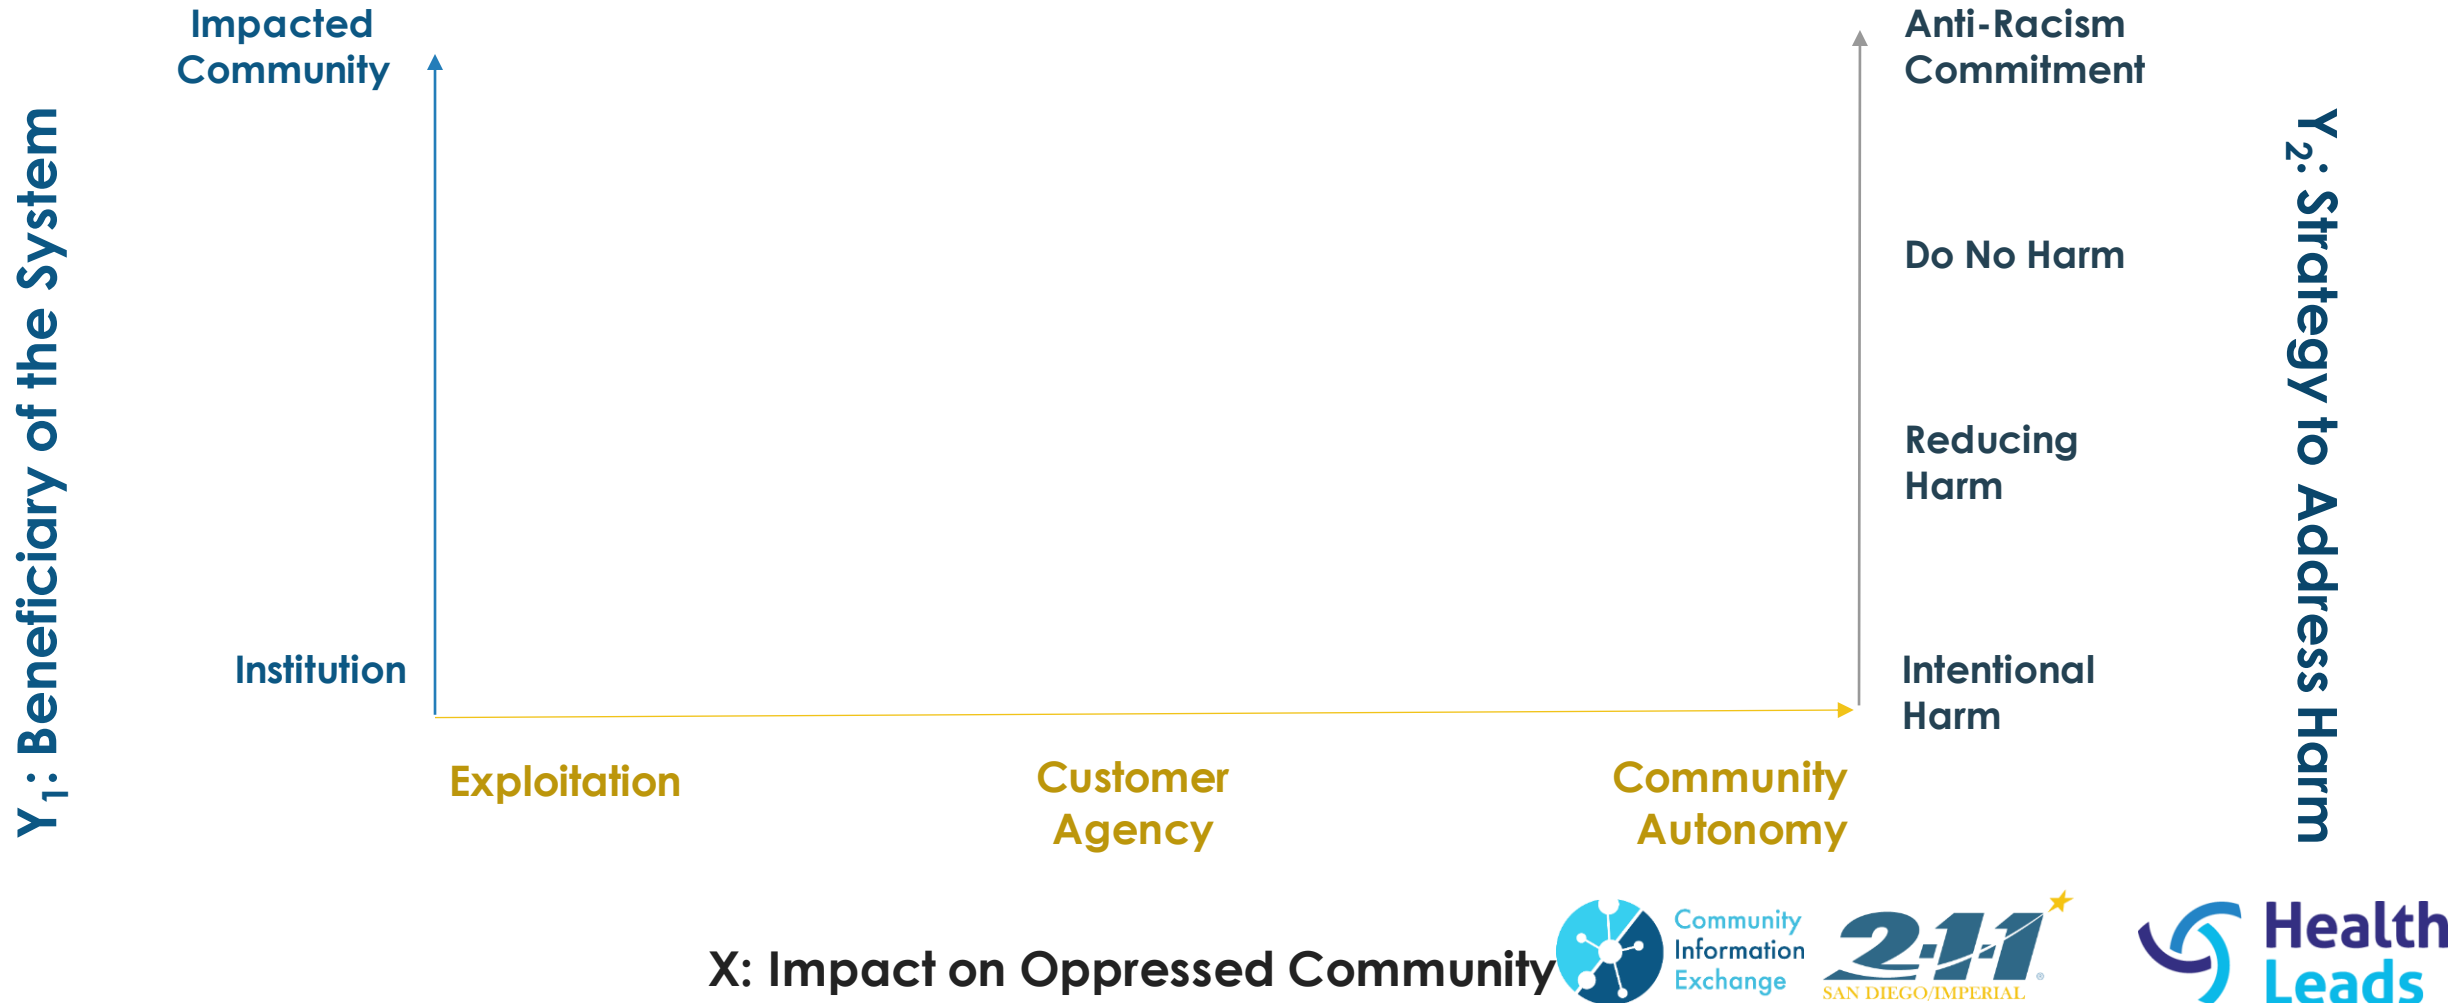 Impacted
Community
Institution
Y1: Beneficiary of the System
Anti-Racism
Commitment
Do No Harm
Reducing
Harm
Intentional
Harm
Y2: Strategy to Address Harm
Exploitation
Customer
Agency
Community
Autonomy
X: Impact on Oppressed Community
Community
Information
Exchange
2-1-1
SAN DIEGO/IMPERIAL
Health
Leads